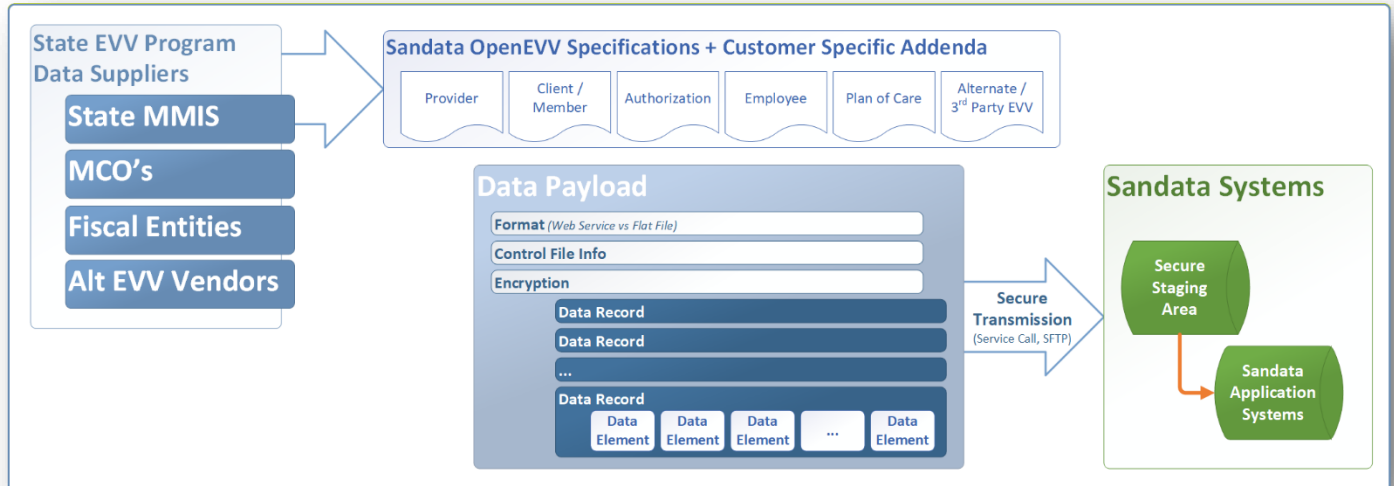 State EVV Program
Data Suppliers
State MMIS
MCO's
Fiscal Entities
Alt EVV Vendors
Sandata OpenEVV Specifications + Customer Specific Addenda
Provider
Client /
Member
Authorization
Employee
Plan of Care
Alternate /
3rd Party EVV
Data Payload
Format (Web Service vs Flat File)
Control File Info
Encryption
Data Record
Data Record
...
Data Record
Data
Element
Data
Element
Data
Element
...
Data
Element
Secure
Transmission
(Service Call, SFTP)
Sandata Systems
Secure
Staging
Area
Sandata
Application
Systems